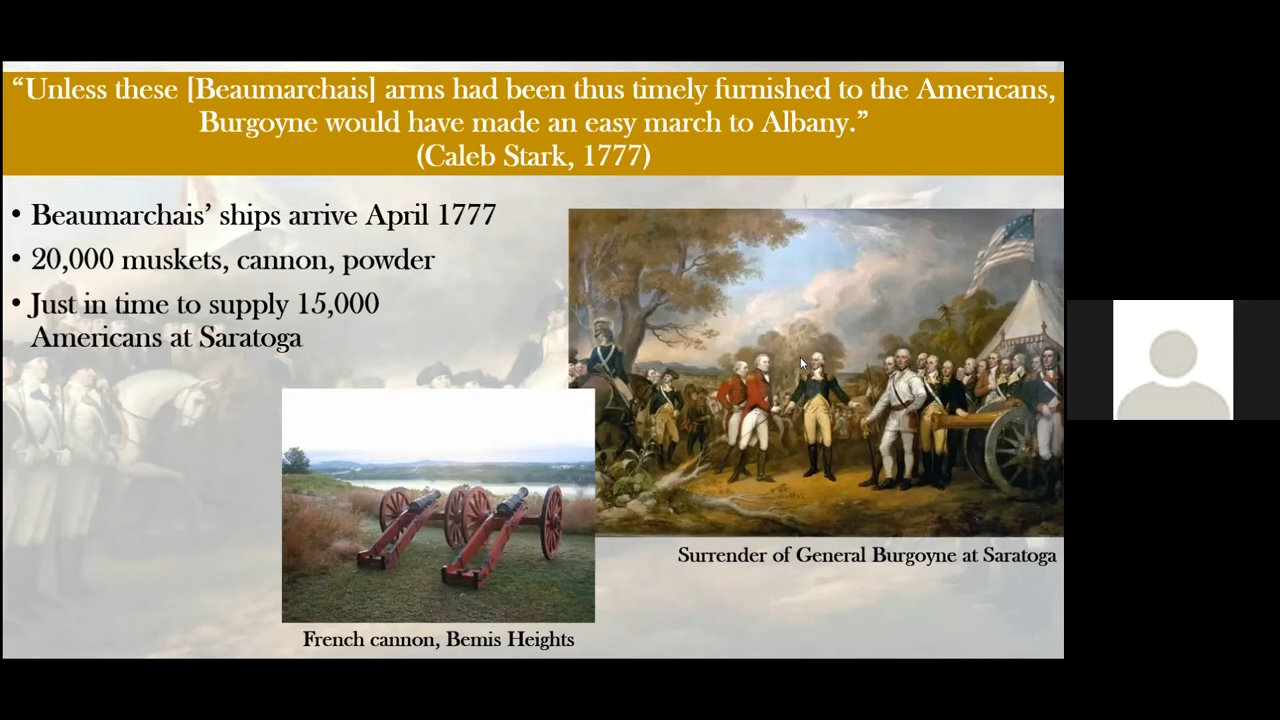 “Unless these [Beaumarchais] arms had been thus timely furnished to the Americans,
Burgoyne would have made an easy march to Albany.”
(Caleb Stark, 1777)
• Beaumarchais’ ships arrive April 1777
• 20,000 muskets, cannon, powder
• Just in time to supply 15,000
Americans at Saratoga
Surrender of General Burgoyne at Saratoga
French cannon, Bemis Heights